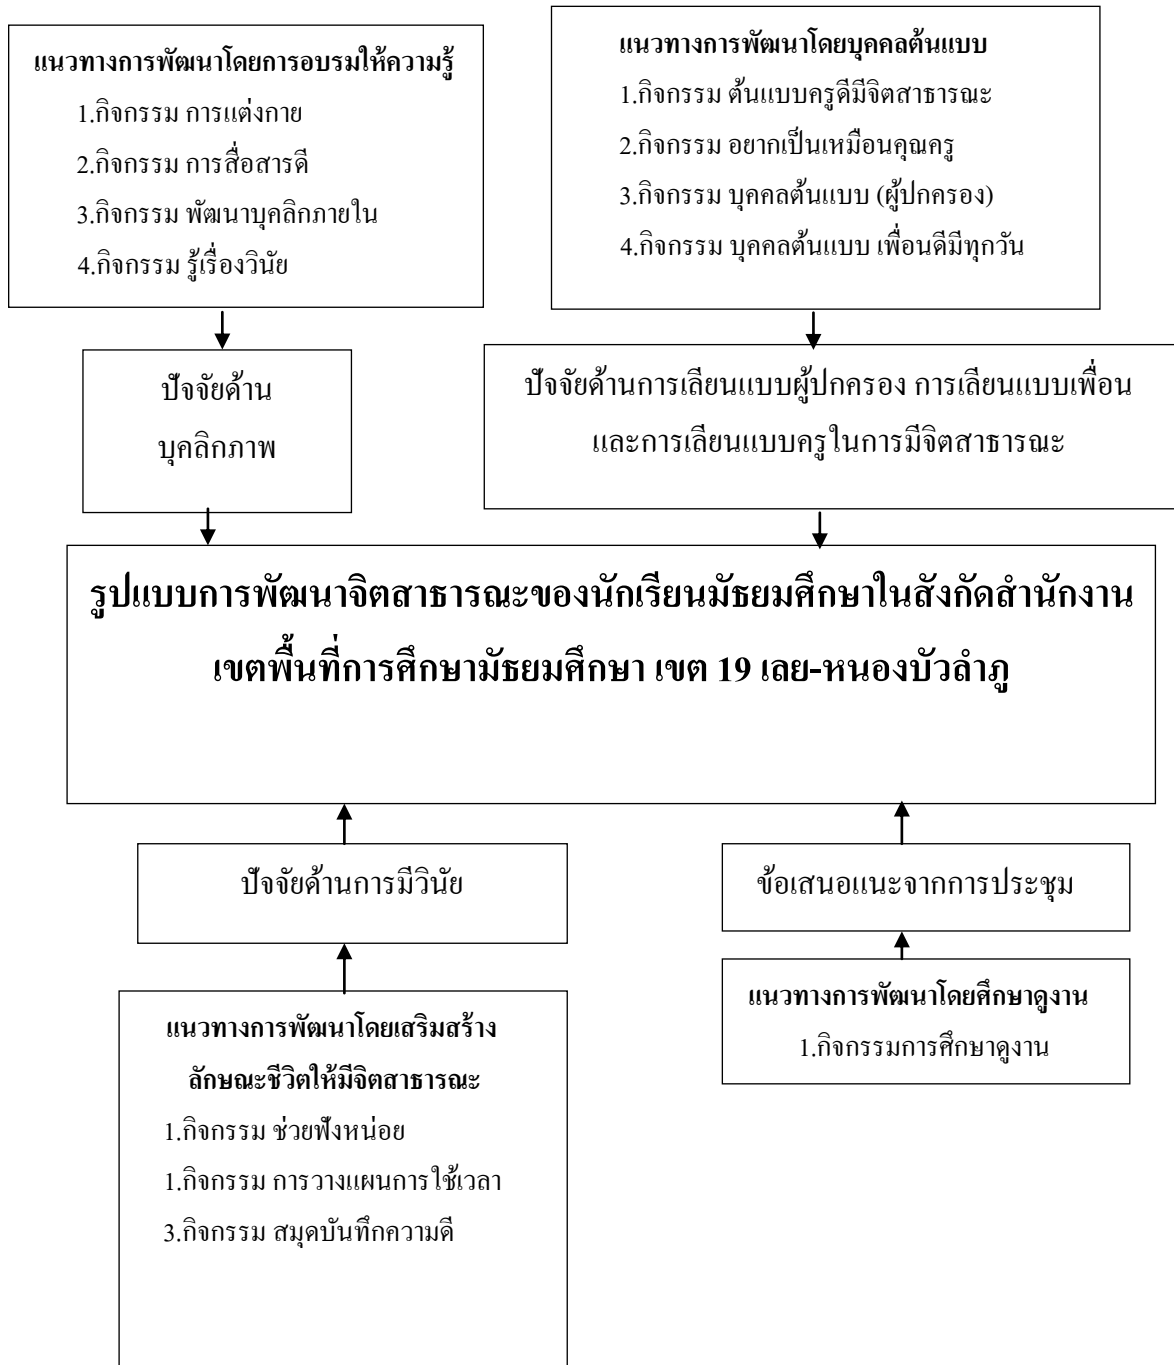 แนวทางการพัฒนาโดยการอบรมให้ความรู้
1.กิจกรรม การแต่งกาย
2.กิจกรรม การสื่อสารดี
3.กิจกรรม พัฒนาบุคลิกภายใน
4.กิจกรรม รู้เรื่องวินัย
แนวทางการพัฒนาโดยบุคคลต้นแบบ
1.กิจกรรม ต้นแบบครูดีมีจิตสาธารณะ
2.กิจกรรม อยากเป็นเหมือนคุณครู
3.กิจกรรม บุคคลต้นแบบ (ผู้ปกครอง)
4.กิจกรรม บุคคลต้นแบบ เพื่อนดีมีทุกวัน
ปัจจัยด้าน
บุคลิกภาพ
ปัจจัยด้านการเลียนแบบผู้ปกครอง การเลียนแบบเพื่อน
และการเลียนแบบครูในการมีจิตสาธารณะ
รูปแบบการพัฒนาจิตสาธารณะของนักเรียนมัธยมศึกษาในสังกัดสำนักงาน
เขตพื้นที่การศึกษามัธยมศึกษา เขต 19 เลย-หนองบัวลำภู
ปัจจัยด้านการมีวินัย
ข้อเสนอแนะจากการประชุม
แนวทางการพัฒนาโดยเสริมสร้าง
ลักษณะชีวิตให้มีจิตสาธารณะ
1.กิจกรรม ช่วยฟังหน่อย
1.กิจกรรม การวางแผนการใช้เวลา
3.กิจกรรม สมุดบันทึกความดี
แนวทางการพัฒนาโดยศึกษาดูงาน
1.กิจกรรมการศึกษาดูงาน